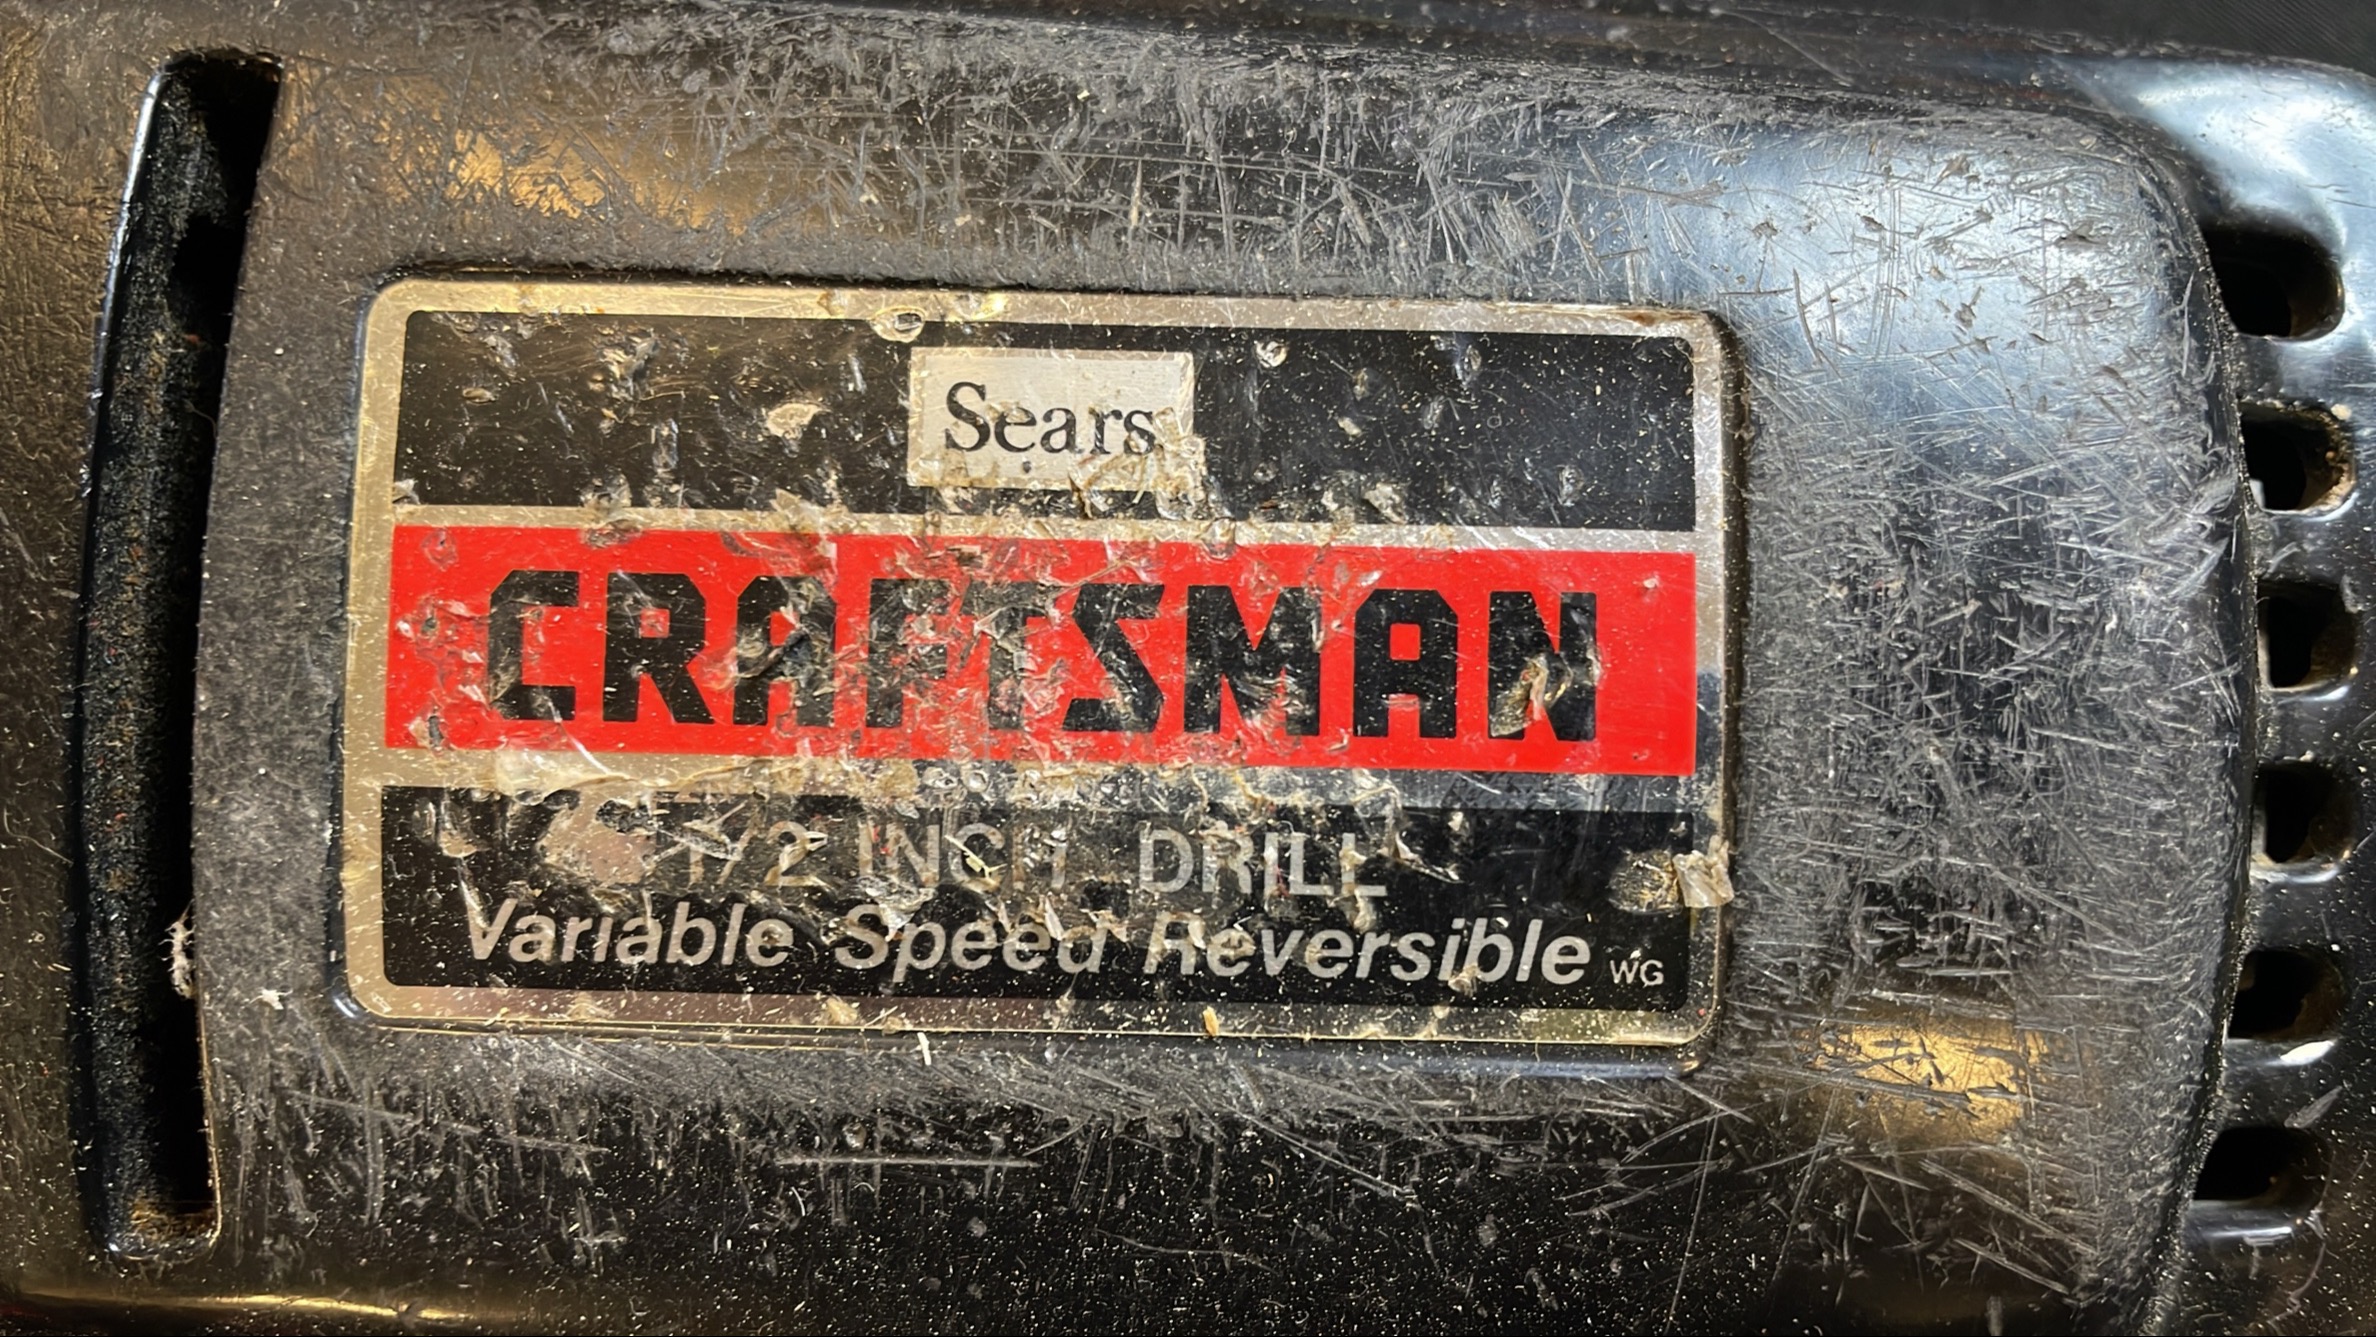 Sears
CRAFTSMAN
1/2 INCH DRILL
Variable Speed Reversible WG